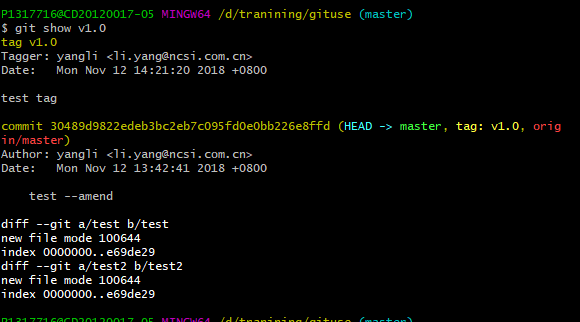 P1317716@CD20120017-05 MINGW64 /d/tranining/gituse (master)
$ git show v1.0
tag v1.0
Tagger: yangli <li.yang@ncsi.com.cn>
Date:   Mon Nov 12 14:21:20 2018 +0800
test tag
commit 30489d9822edeb3bc2eb7c095fd0e0bb226e8ffd (HEAD -> master, tag: v1.0, orig
in/master)
Author: yangli <li.yang@ncsi.com.cn>
Date:   Mon Nov 12 13:42:41 2018 +0800
    test --amend
diff --git a/test b/test
new file mode 100644
index 0000000..e69de29
diff --git a/test2 b/test2
new file mode 100644
index 0000000..e69de29
P1317716@CD20120017-05 MINGW64 /d/tranining/gituse (master)